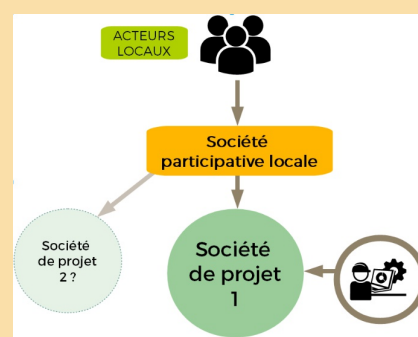 ACTEURS
LOCAUX
Société
participative locale
Société
de projet
2 ?
Société
de projet
1